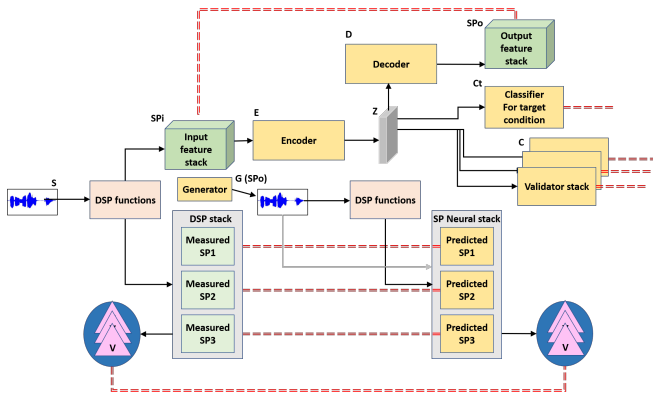 SPo
Output
feature
stack
D
Decoder
Ct
Classifier
For target
condition
SPi
Input
feature
stack
E
Encoder
Z
C
Validator stack
S
DSP functions
Generator
G (SPo)
DSP functions
DSP stack
Measured
SP1
Measured
SP2
Measured
SP3
SP Neural stack
Predicted
SP1
Predicted
SP2
Predicted
SP3
V
V